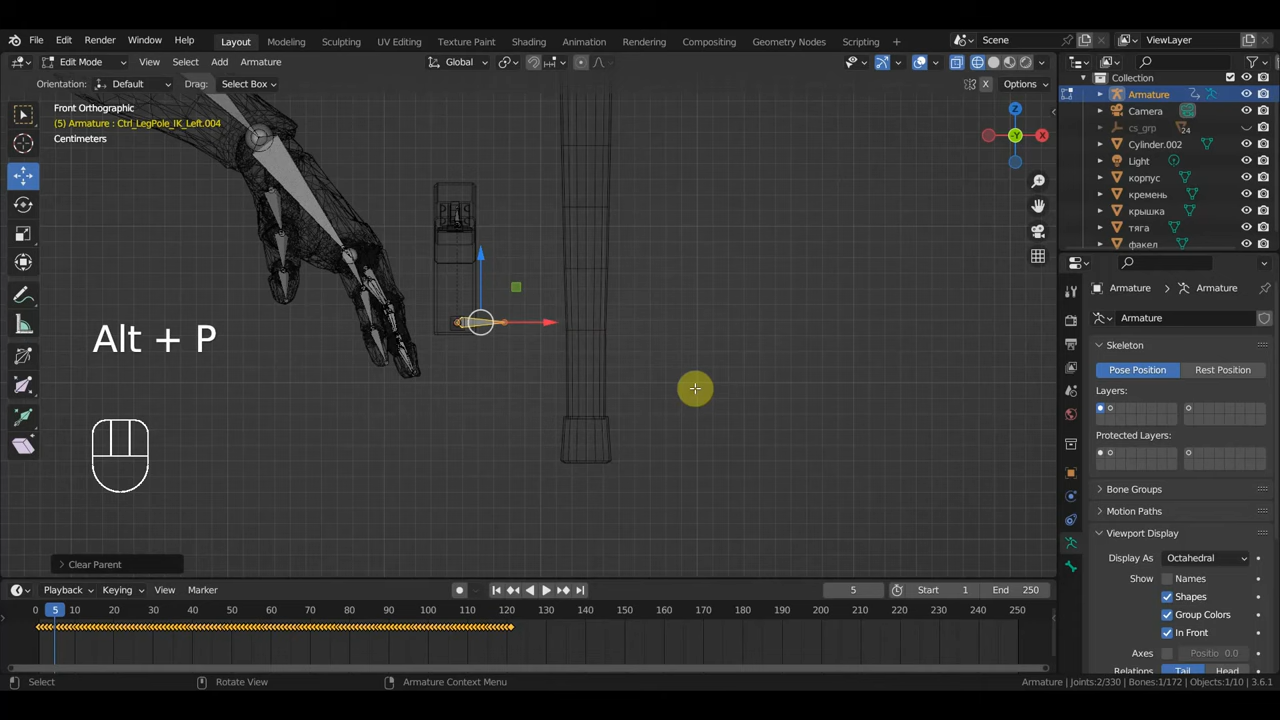 File Edit Render Window Help Layout Modeling Sculpting UV Editing Texture Paint Shading Animation Rendering Compositing Geometry Nodes Scripting + Scene ViewLayer
Edit Mode View Select Add Armature Global
Orientation: Default Drag: Select Box X Options
Front Orthographic
(5) Armature : Ctrl_LegPole_IK_Left.004
Centimeters
Z
-Y
X
Alt + P
Clear Parent
Collection
Armature
Camera
cs_grp 24
Cylinder.002
Light
корпус
кремень
крышка
тяга
факел
Armature Armature
Armature
Skeleton
Pose Position Rest Position
Layers:
Protected Layers:
Bone Groups
Motion Paths
Viewport Display
Display As Octahedral
Show Names
Shapes
Group Colors
In Front
Axes Positio 0.0
Relations Tail Head
Playback Keying View Marker 5 Start 1 End 250
0 5 10 20 30 40 50 60 70 80 90 100 110 120 130 140 150 160 170 180 190 200 210 220 230 240 250
Select Rotate View Armature Context Menu Armature | Joints:2/330 | Bones:1/172 | Objects:1/10 | 3.6.1